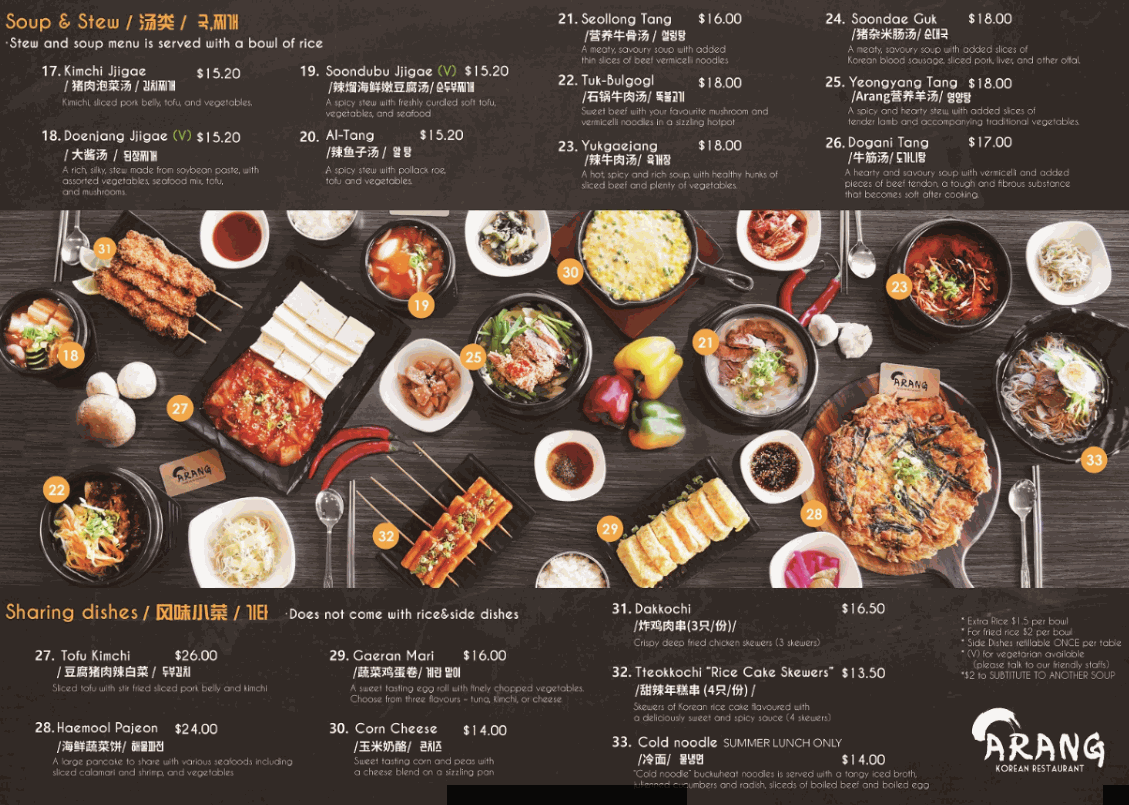 Soup & Stew / 汤类 / 국,찌개
·Stew and soup menu is served with a bowl of rice
17. Kimchi Jjigae $15.20
/ 猪肉泡菜汤 / 김치찌개
Kimchi, sliced pork belly, tofu, and vegetables.
18. Doenjang Jjigae (V) $15.20
/ 大酱汤 / 된장찌개
A rich, silky, stew made from soybean paste, with
assorted vegetables, seafood mix, tofu,
and mushrooms.
19. Soondubu Jjigae (V) $15.20
/辣熘海鲜嫩豆腐汤/순두부찌개
A spicy stew with freshly curdled soft tofu,
vegetables, and seafood
20. Al-Tang $15.20
/辣鱼子汤 / 알 탕
A spicy stew with pollack roe,
tofu and vegetables.
21. Seollong Tang $16.00
/营养牛骨汤 / 설렁탕
A meaty, savoury soup with added
thin slices of beef vermicelli noodles
22. Tuk-Bulgogi $18.00
/石锅牛肉汤/ 뚝불고기
Sweet beef with your favourite mushroom and
vermicelli noodles in a sizzling hotpot
23. Yukgaejang $18.00
/辣牛肉汤/ 육개장
A hot, spicy and rich soup, with healthy hunks of
sliced beef and plenty of vegetables.
24. Soondae Guk $18.00
/猪杂米肠汤/ 순대국
A meaty, savoury soup with added slices of
Korean blood sausage, sliced pork, liver, and other offal.
25. Yeongyang Tang $18.00
/Arang营养羊汤/ 영양탕
A spicy and hearty stew, with added slices of
tender lamb and accompanying traditional vegetables.
26. Dogani Tang $17.00
/牛筋汤/ 도가니탕
A hearty and savoury soup with vermicelli and added
pieces of beef tendon, a tough and fibrous substance
that becomes soft after cooking.
31
18
27
19
25
30
21
23
33
ARANG
22
ARANG
32
29
28
Sharing dishes / 风味小菜 / 기타 ·Does not come with rice&side dishes
27. Tofu Kimchi $26.00
/ 豆腐猪肉辣白菜 / 두부김치
Sliced tofu with stir fried sliced pork belly and kimchi
28. Haemool Pajeon $24.00
/海鲜蔬菜饼/ 해물파전
A large pancake to share with various seafoods including
sliced calamari and shrimp, and vegetables
29. Gaeran Mari $16.00
/蔬菜鸡蛋卷/ 계란 말이
A sweet tasting egg roll with finely chopped vegetables.
Choose from three flavours – tuna, kimchi, or cheese
30. Corn Cheese $14.00
/玉米奶酪/ 콘치즈
Sweet tasting corn and peas with
a cheese blend on a sizzling pan
31. Dakkochi $16.50
/炸鸡肉串(3只/份)/
Crispy deep fried chicken skewers (3 skewers)
32. Tteokkochi "Rice Cake Skewers" $13.50
/甜辣年糕串 (4只/份) /
Skewers of Korean rice cake flavoured with
a deliciously sweet and spicy sauce (4 skewers)
33. Cold noodle SUMMER LUNCH ONLY
/冷面/ 물냉면 $14.00
"Cold noodle" buckwheat noodles is served with a tangy iced broth,
julienned cucumbers and radish, sliceds of boiled beef and boiled egg
* Extra Rice $1.5 per bowl
* For fried rice $2 per bowl
* Side Dishes refillable ONCE per table
* (V) for vegetarian available
(please talk to our friendly staffs)
*$2 to SUBTITUTE TO ANOTHER SOUP
ARANG
KOREAN RESTAURANT